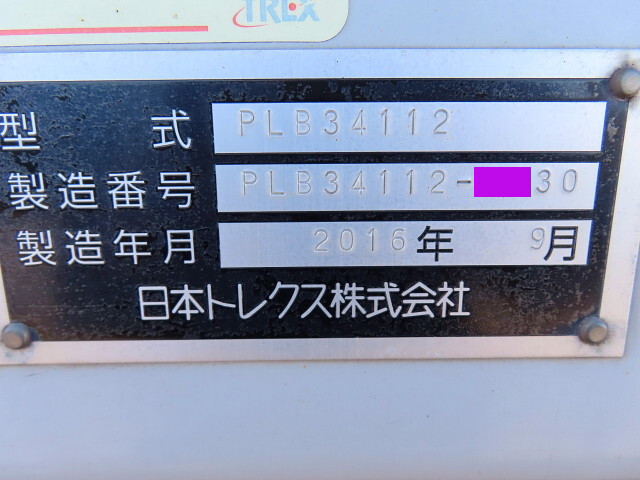 TREX
型式 PLB34112
製造番号 PLB34112-30
製造年月 2016年 9月
日本トレクス株式会社